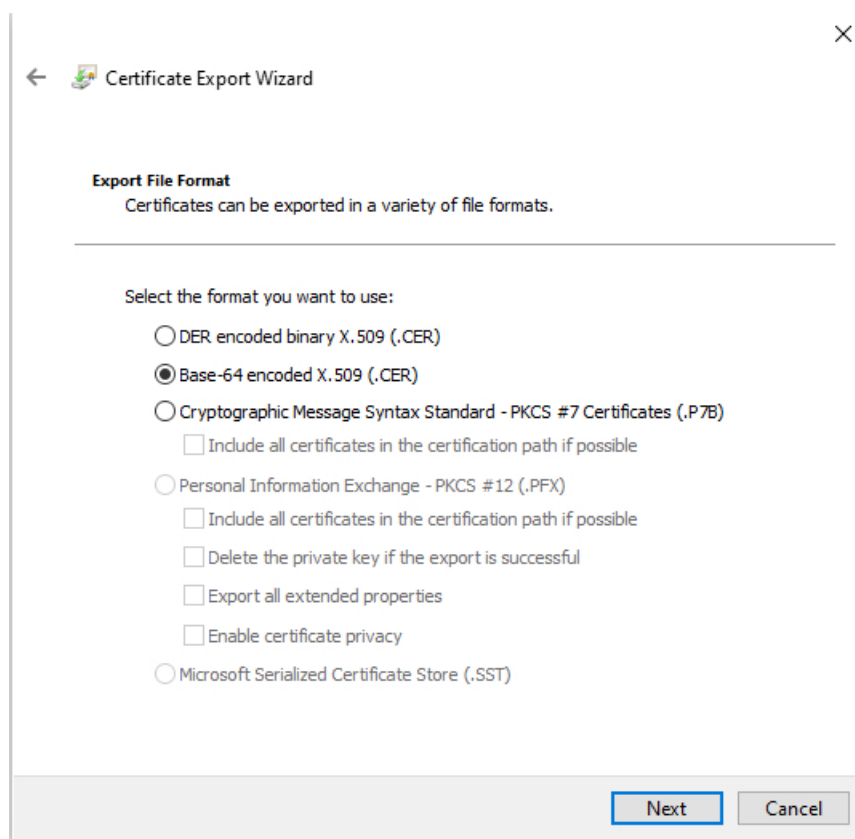 Certificate Export Wizard
Export File Format
Certificates can be exported in a variety of file formats.
Select the format you want to use:
DER encoded binary X.509 (.CER)
Base-64 encoded X.509 (.CER)
Cryptographic Message Syntax Standard - PKCS #7 Certificates (.P7B)
Include all certificates in the certification path if possible
Personal Information Exchange - PKCS #12 (.PFX)
Include all certificates in the certification path if possible
Delete the private key if the export is successful
Export all extended properties
Enable certificate privacy
Microsoft Serialized Certificate Store (.SST)
Next Cancel